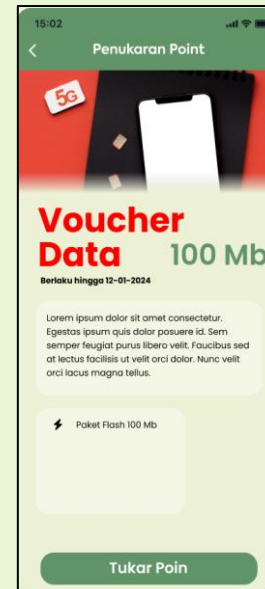 15:02
Penukaran Point
5G
Voucher
Data 100 Mb
Berlaku hingga 12-01-2024
Lorem ipsum dolor sit amet consectetur.
Egestas ipsum quis dolor posuere id. Sem
semper feugiat purus libero velit. Faucibus sed
at lectus facilisis ut velit orci dolor. Nunc velit
orci lacus magna tellus.
Paket Flash 100 Mb
Tukar Poin